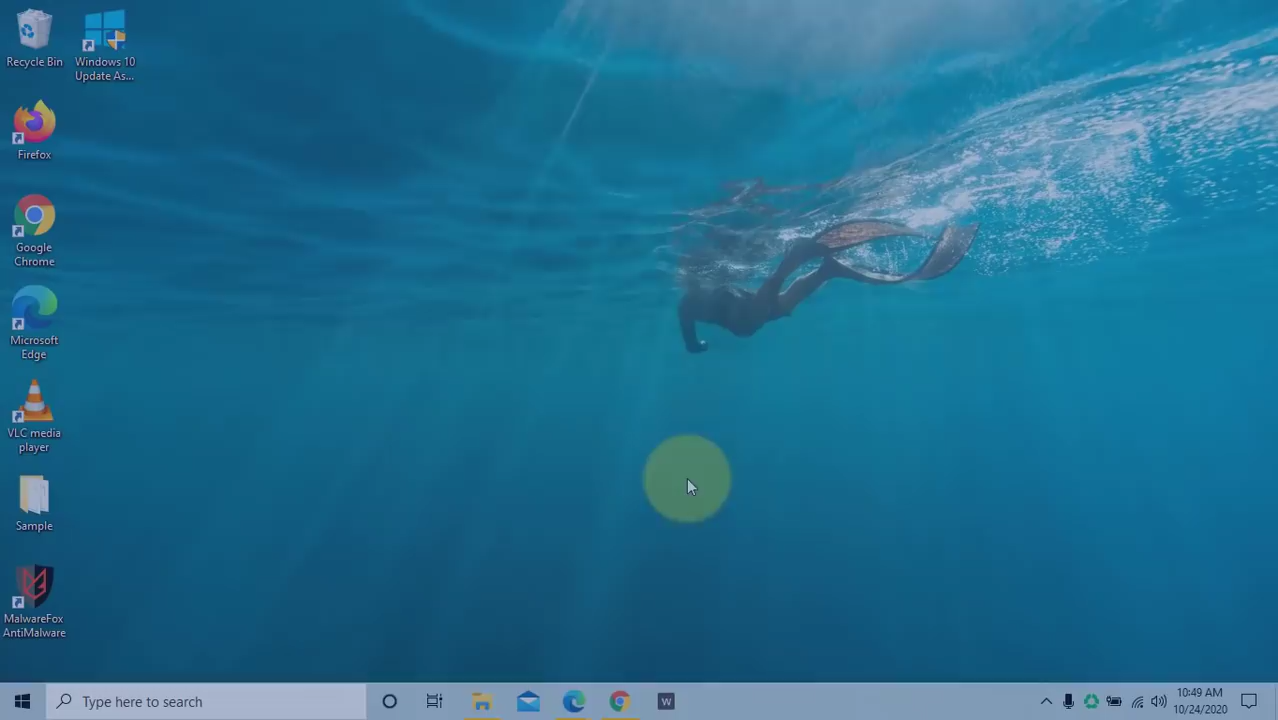 Recycle Bin
Windows 10
Update As...
Firefox
Google
Chrome
Microsoft
Edge
VLC media
player
Sample
MalwareFox
AntiMalware
Type here to search
W
10:49 AM
10/24/2020